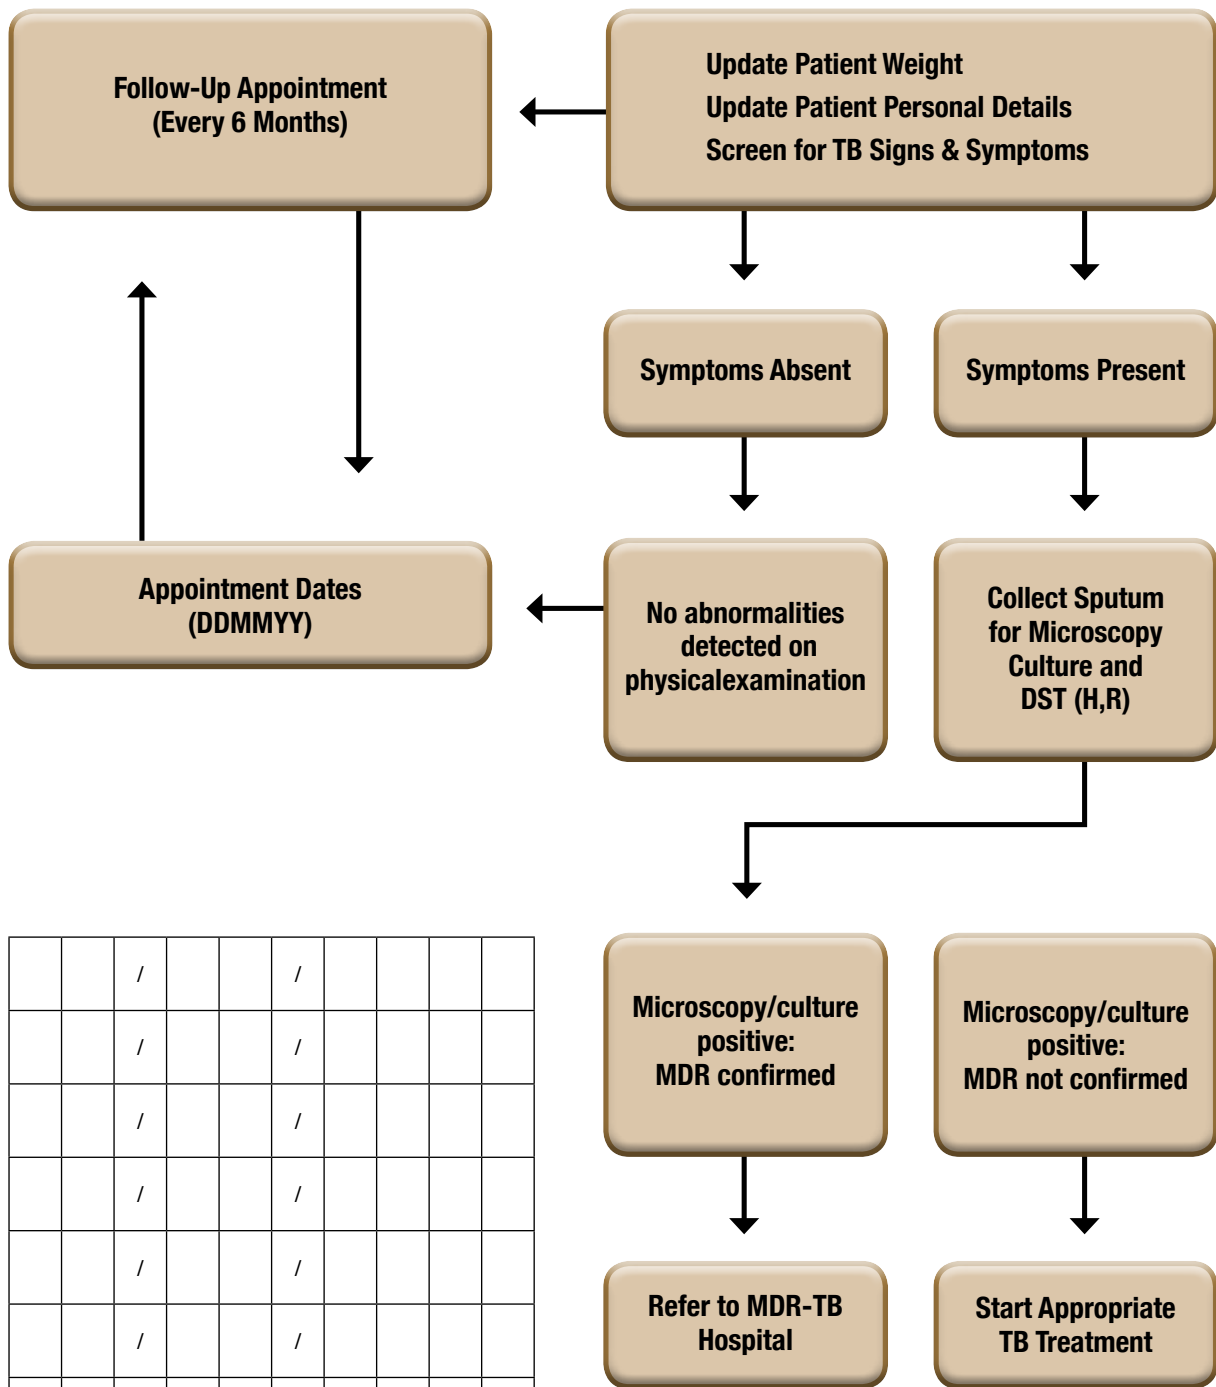 Follow-Up Appointment
(Every 6 Months)
Update Patient Weight
Update Patient Personal Details
Screen for TB Signs & Symptoms
Symptoms Absent
Symptoms Present
Appointment Dates
(DDMMYY)
No abnormalities
detected on
physicalexamination
Collect Sputum
for Microscopy
Culture and
DST (H,R)
Microscopy/culture
positive:
MDR confirmed
Microscopy/culture
positive:
MDR not confirmed
/ /
/ /
/ /
/ /
/ /
/ /
Refer to MDR-TB
Hospital
Start Appropriate
TB Treatment